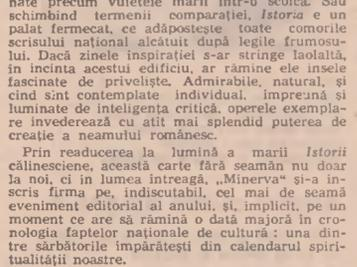 nate precum vuietele mării într-o scoică. Sau
schimbînd termenii comparației, Istoria e un
palat fermecat, ce adăpostește toate comorile
scrisului național alcătuit după legile frumosu-
lui. Dacă zinele inspirației s-ar strînge laolaltă,
în incinta acestui edificiu, ar rămîne ele însele
fascinate de priveliște. Admirabile, natural, și
cînd sînt contemplate individual, împreună și
luminate de inteligența critică, operele exempla-
re învederează cu atît mai splendid puterea de
creație a neamului românesc.
Prin readucerea la lumină a marii Istorii
călinesciene, această carte fără seamăn nu doar
la noi, ci în lumea întreagă, „Minerva" și-a în-
scris firma pe, indiscutabil, cel mai de seamă
eveniment editorial al anului, și, implicit, pe un
moment ce are să rămînă o dată majoră în cro-
nologia faptelor naționale de cultură: una din-
tre sărbătorile împărătești din calendarul spiri-
tualității noastre.